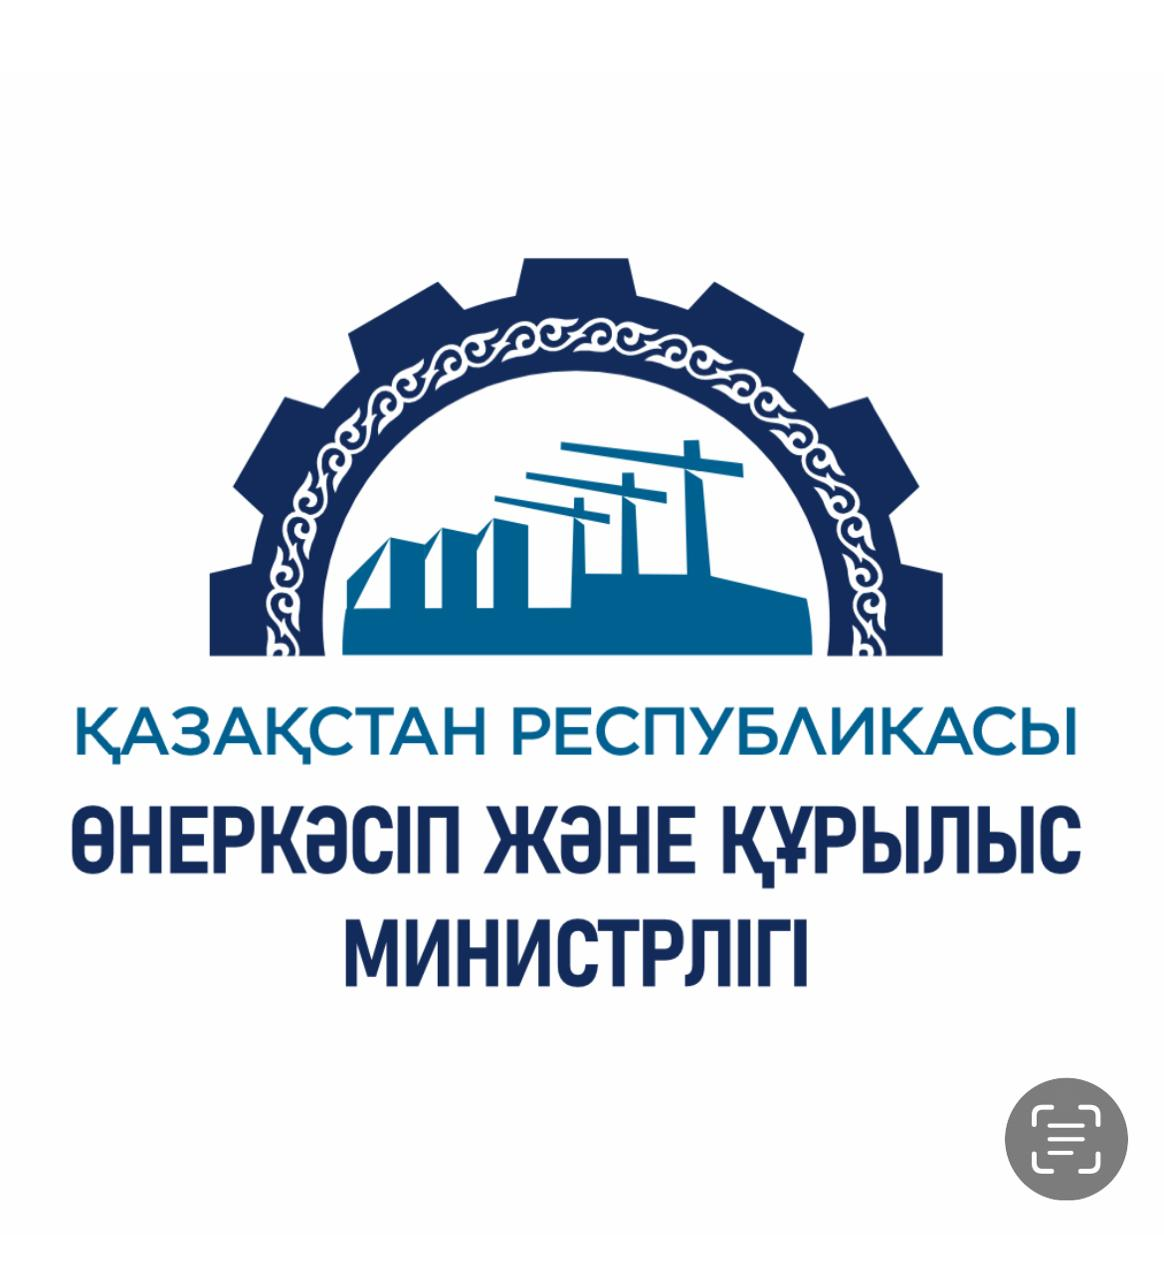 ҚАЗАҚСТАН РЕСПУБЛИКАСЫ
ӨНЕРКӘСІП ЖӘНЕ ҚҰРЫЛЫС
МИНИСТРЛІГІ